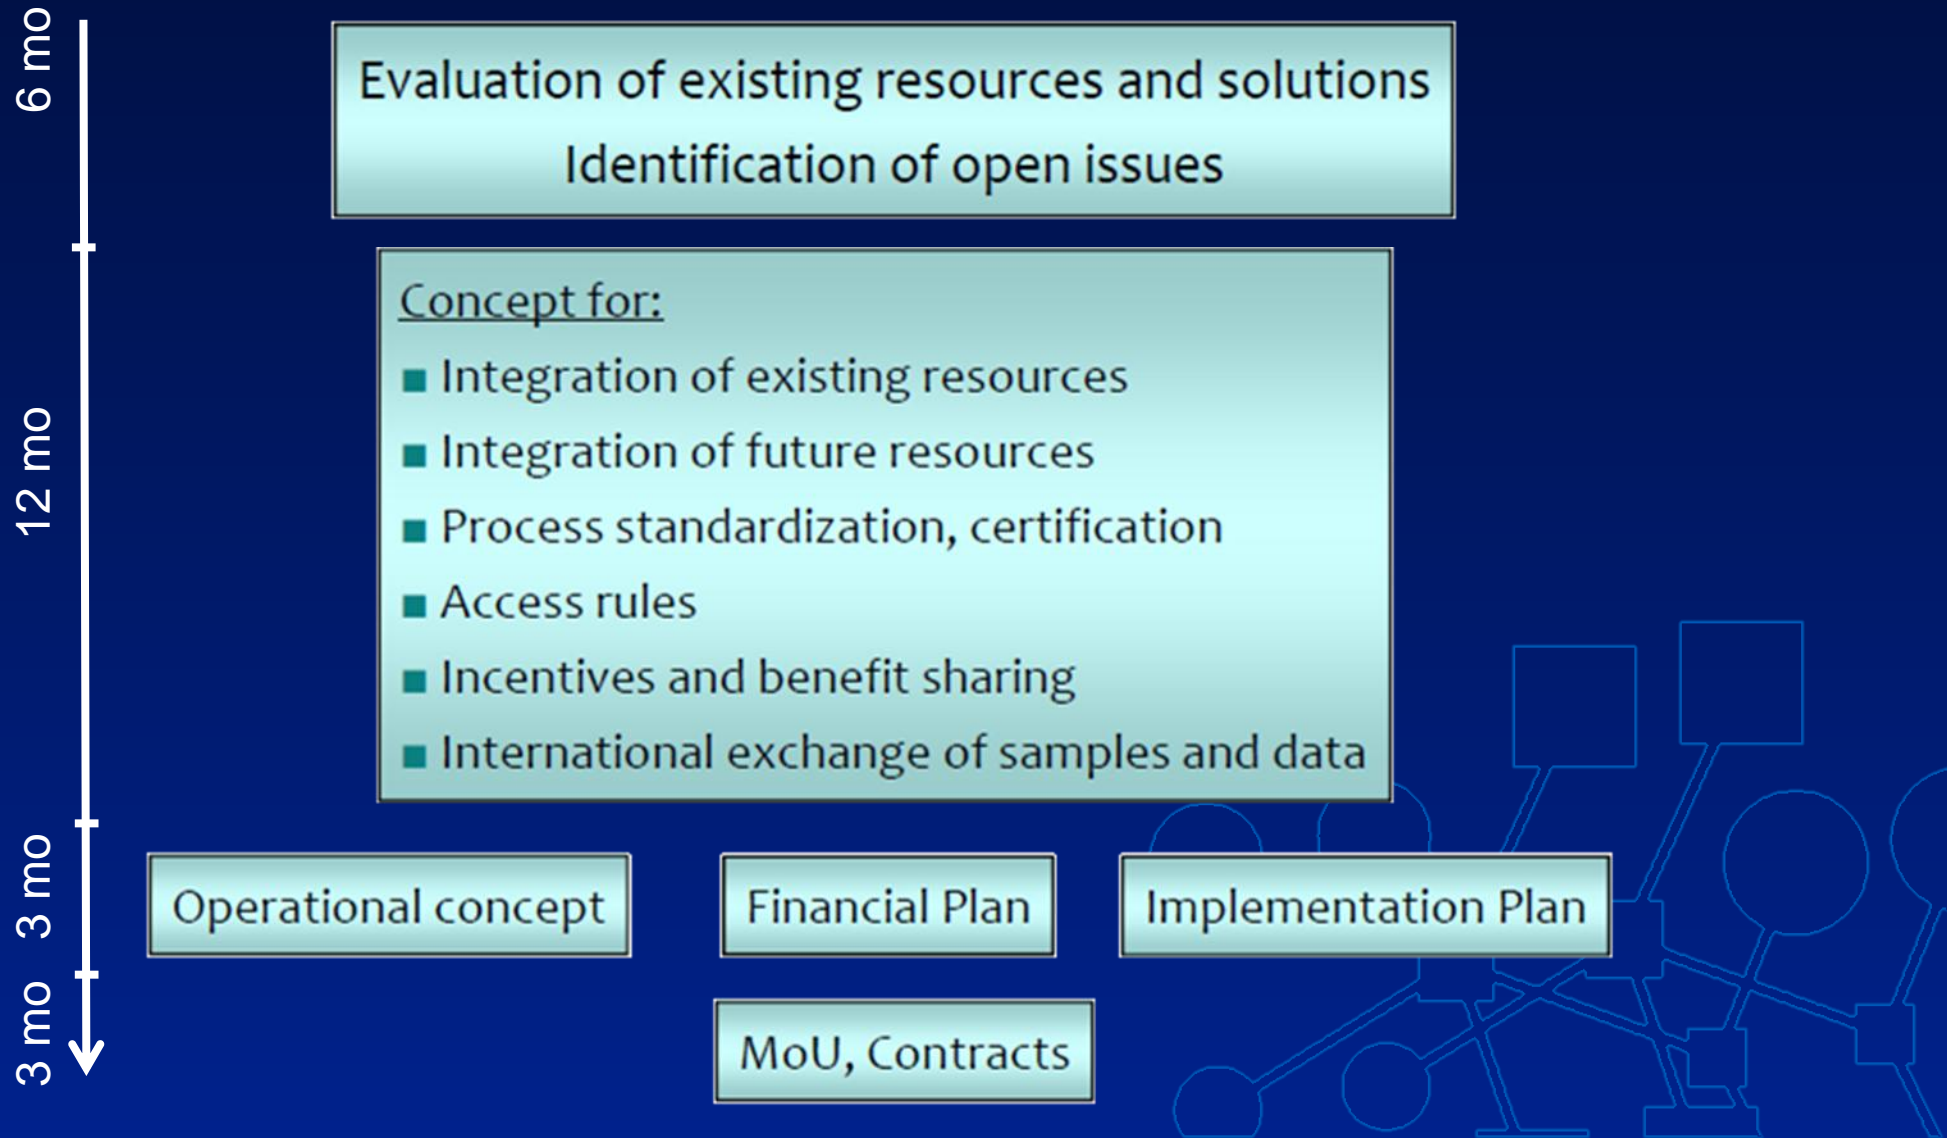 6 mo
Evaluation of existing resources and solutions
Identification of open issues
12 mo
Concept for:
■ Integration of existing resources
■ Integration of future resources
■ Process standardization, certification
■ Access rules
■ Incentives and benefit sharing
■ International exchange of samples and data
3 mo
Operational concept
Financial Plan
Implementation Plan
3 mo
MoU, Contracts